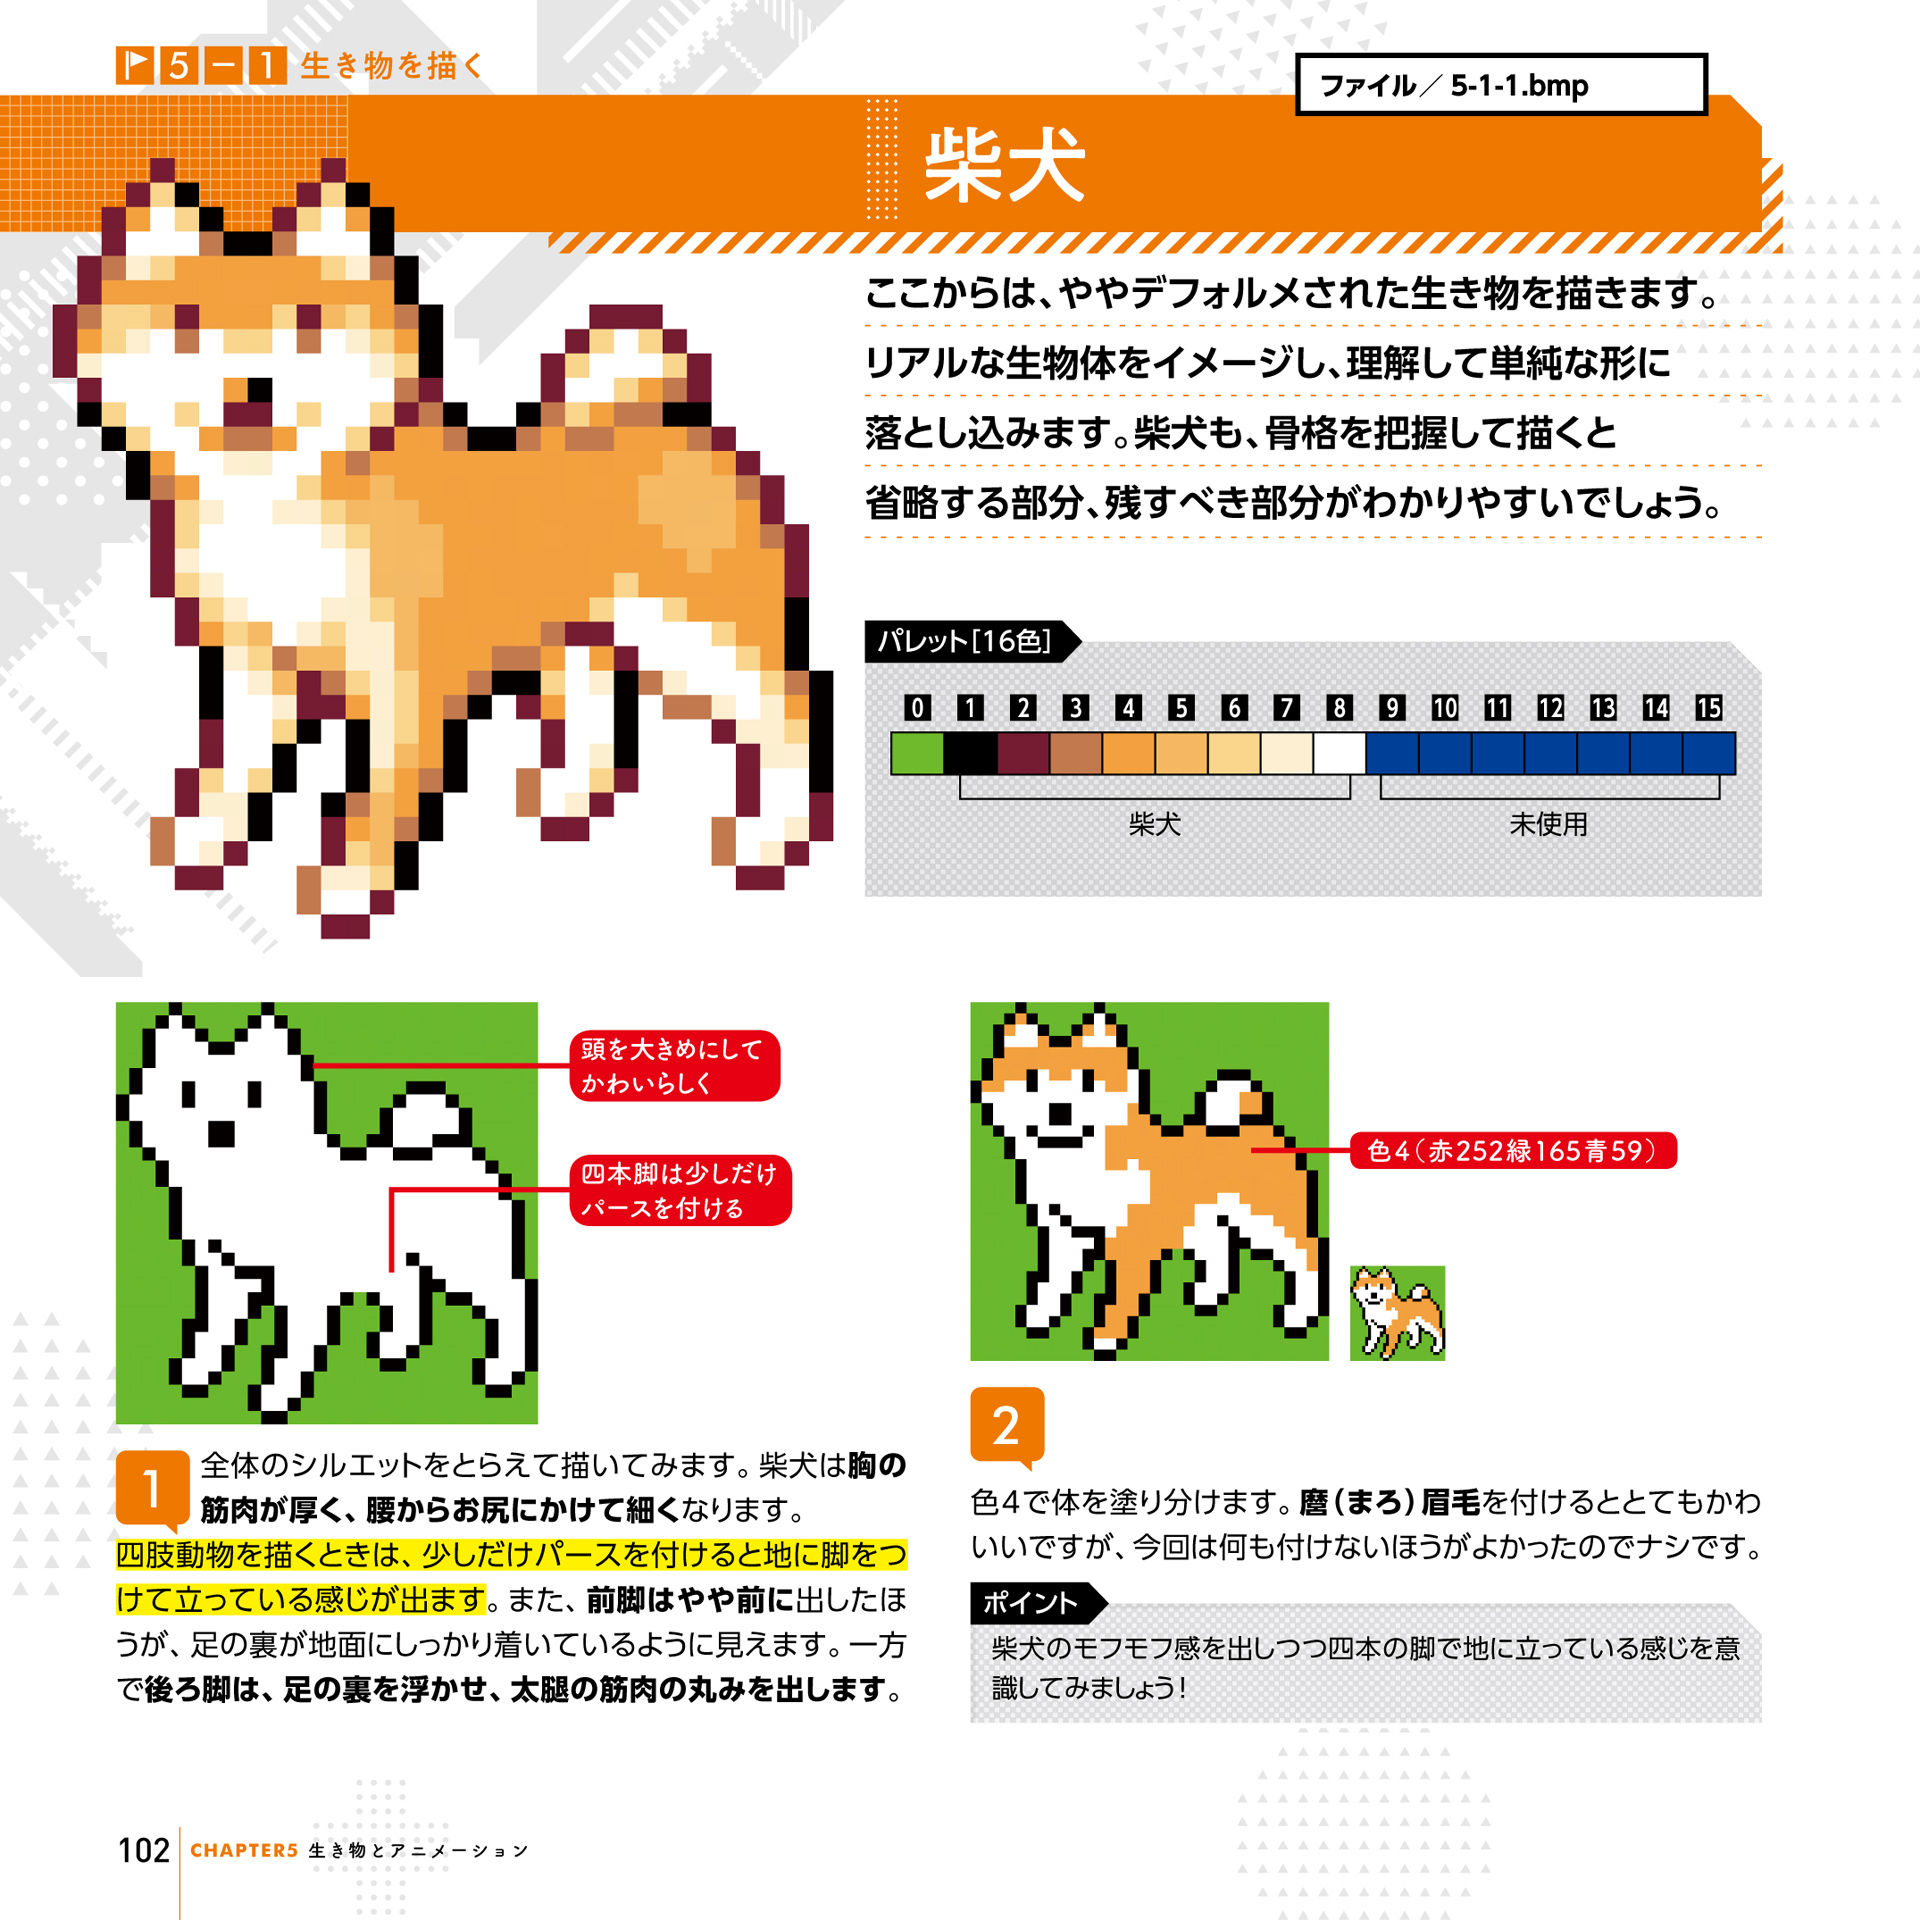 5-1 生き物を描く
ファイル／5-1-1.bmp
柴犬
ここからは、ややデフォルメされた生き物を描きます。
リアルな生物体をイメージし、理解して単純な形に
落とし込みます。柴犬も、骨格を把握して描くと
省略する部分、残すべき部分がわかりやすいでしょう。
パレット[16色]
0 1 2 3 4 5 6 7 8 9 10 11 12 13 14 15
柴犬 未使用
頭を大きめにして
かわいらしく
四本脚は少しだけ
パースを付ける
1
全体のシルエットをとらえて描いてみます。柴犬は胸の
筋肉が厚く、腰からお尻にかけて細くなります。
四肢動物を描くときは、少しだけパースを付けると地に脚をつ
けて立っている感じが出ます。また、前脚はやや前に出したほ
うが、足の裏が地面にしっかり着いているように見えます。一方
で後ろ脚は、足の裏を浮かせ、太腿の筋肉の丸みを出します。
色4（赤252緑165青59）
2
色4で体を塗り分けます。磨（まろ）眉毛を付けるととてもかわ
いいですが、今回は何も付けないほうがよかったのでナシです。
ポイント
柴犬のモフモフ感を出しつつ四本の脚で地に立っている感じを意
識してみましょう！
102 CHAPTER5 生き物とアニメーション